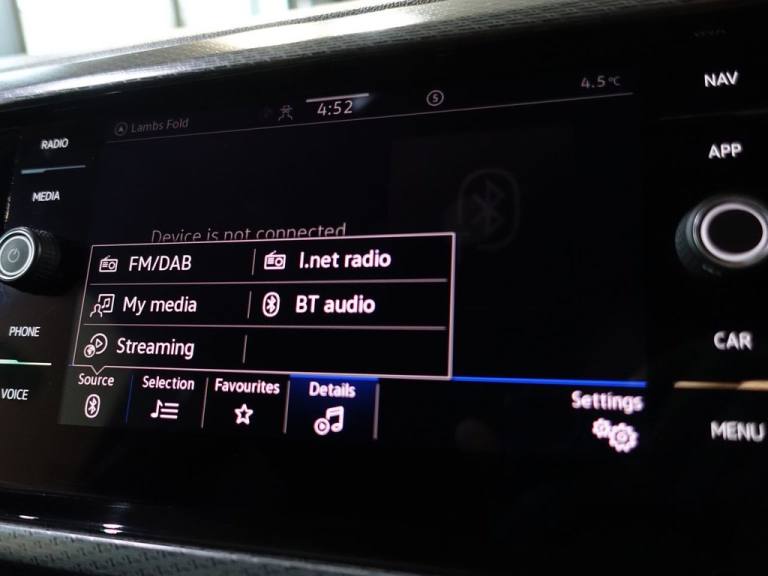 RADIO
MEDIA
PHONE
VOICE
Lambs Fold
4:52
5
4.5°C
Device is not connected
FM/DAB
I.net radio
My media
BT audio
Streaming
Source
Selection
Favourites
Details
Settings
NAV
APP
CAR
MENU